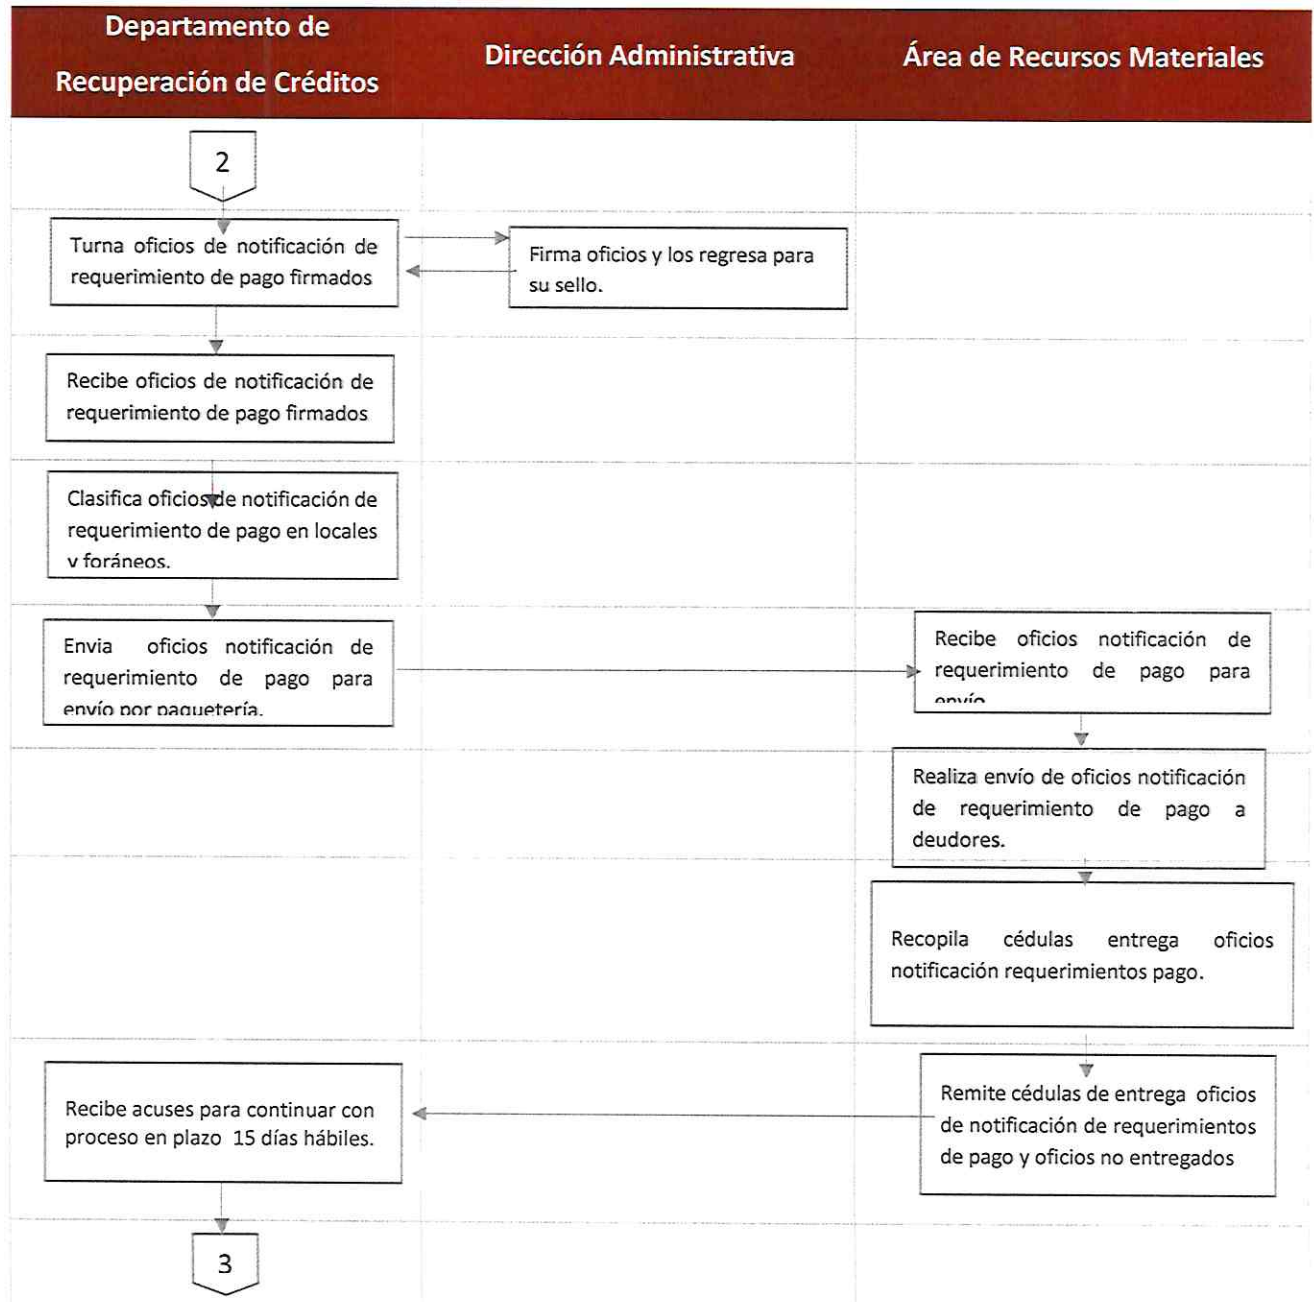 Departamento de
Recuperación de Créditos
Dirección Administrativa
Área de Recursos Materiales
2
Turna oficios de notificación de
requerimiento de pago firmados
Firma oficios y los regresa para
su sello.
Recibe oficios de notificación de
requerimiento de pago firmados
Clasifica oficios de notificación de
requerimiento de pago en locales
y foráneos.
Envia oficios notificación de
requerimiento de pago para
envío por paquetería.
Recibe oficios notificación de
requerimiento de pago para
envío
Realiza envío de oficios notificación
de requerimiento de pago a
deudores.
Recopila cédulas entrega oficios
notificación requerimientos pago.
Remite cédulas de entrega oficios
de notificación de requerimientos
de pago y oficios no entregados
Recibe acuses para continuar con
proceso en plazo 15 días hábiles.
3